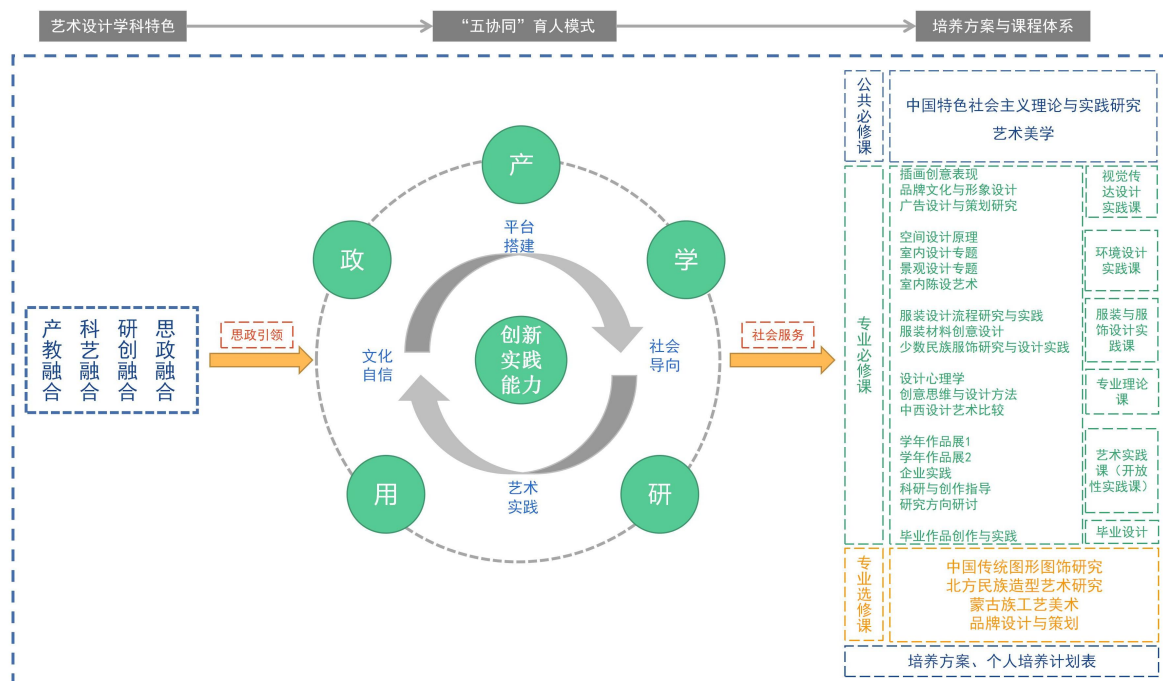 艺术设计学科特色
“五协同”育人模式
培养方案与课程体系
产教融合
科艺融合
研创融合
思政融合
思政引领
产
学
研
用
政
平台
搭建
社会
导向
艺术
实践
文化
自信
创新
实践
能力
社会服务
公共必修课
中国特色社会主义理论与实践研究
艺术美学
专业必修课
插画创意表现
品牌文化与形象设计
广告设计与策划研究
视觉传
达设计
实践课
空间设计原理
室内设计专题
景观设计专题
室内陈设艺术
环境设计
实践课
服装设计流程研究与实践
服装材料创意设计
少数民族服饰研究与设计实践
服装与服
饰设计实
践课
设计心理学
创意思维与设计方法
中西设计艺术比较
专业理论
课
学年作品展1
学年作品展2
企业实践
科研与创作指导
研究方向研讨
艺术实践
课（开放
性实践课）
毕业作品创作与实践
毕业设计
专业选修课
中国传统图形图饰研究
北方民族造型艺术研究
蒙古族工艺美术
品牌设计与策划
培养方案、个人培养计划表